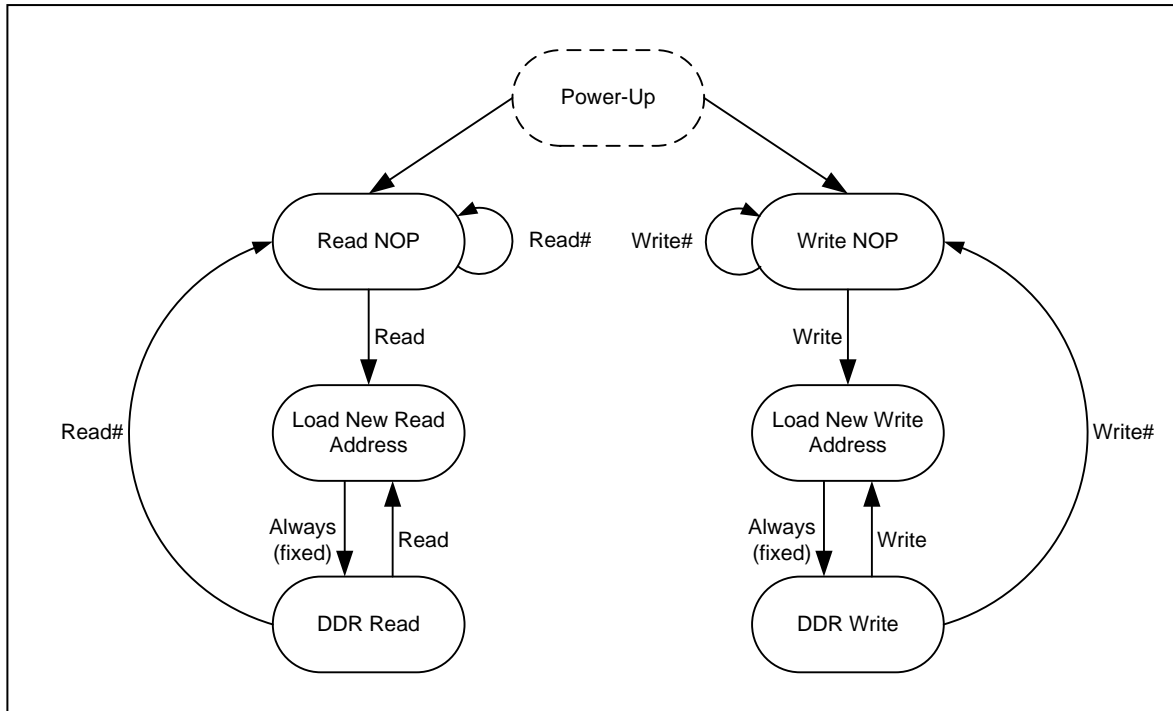 Power-Up
Read NOP
Read#
Write#
Write NOP
Read
Write
Load New Read
Address
Load New Write
Address
Read#
Write#
Always
(fixed)
Read
Always
(fixed)
Write
DDR Read
DDR Write